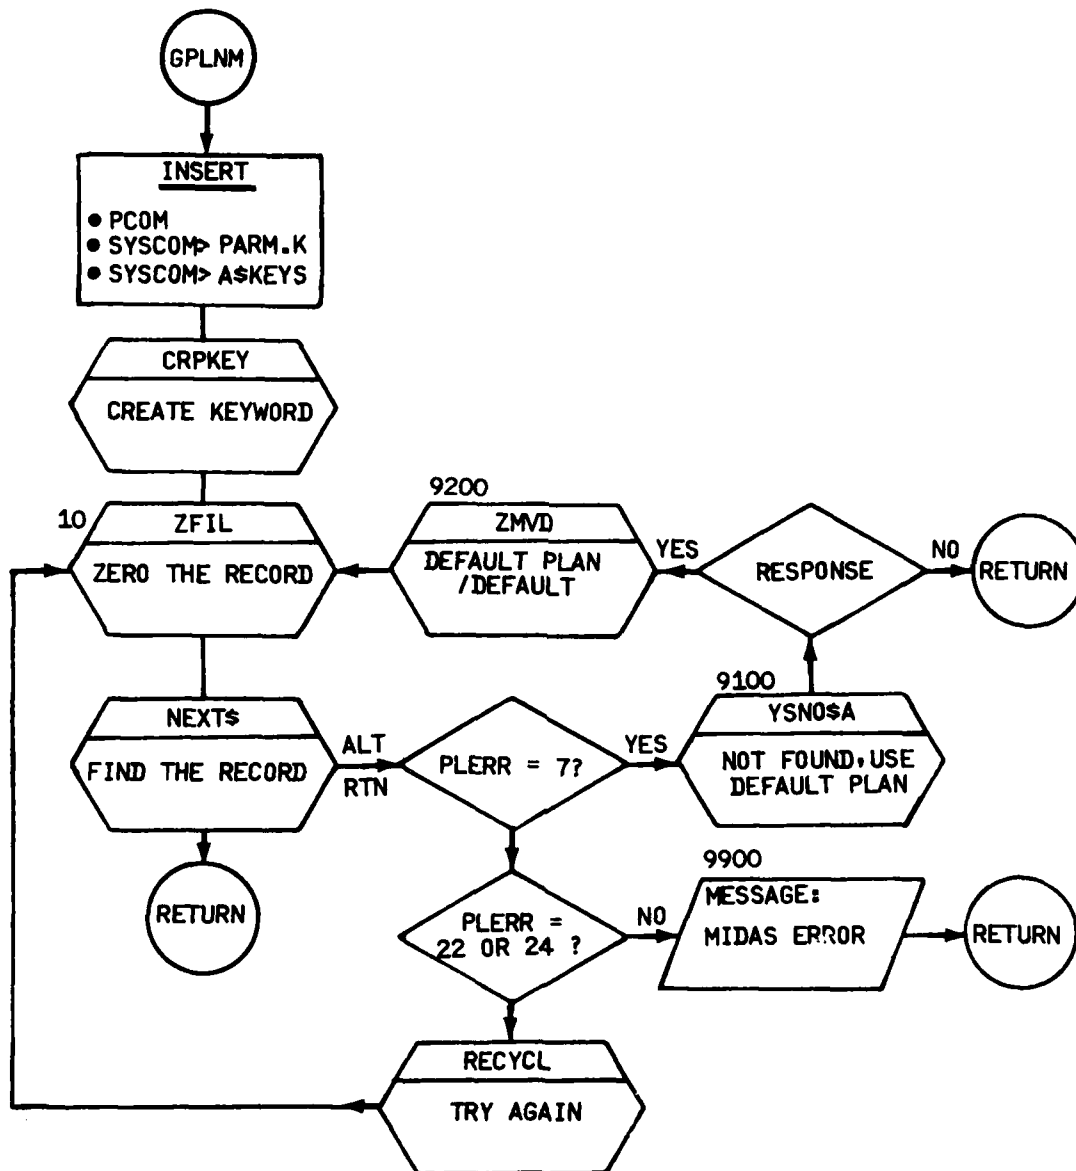 GPLNM
INSERT
● PCOM
● SYSCOM> PARM.K
● SYSCOM> A$KEYS
CRPKEY
CREATE KEYWORD
10
ZFIL
ZERO THE RECORD
9200
ZMVD
DEFAULT PLAN
/DEFAULT
YES
RESPONSE
NO
RETURN
NEXT$
FIND THE RECORD
ALT
RTN
PLERR = 7?
YES
9100
YSNO$A
NOT FOUND, USE
DEFAULT PLAN
RETURN
PLERR =
22 OR 24 ?
NO
9900
MESSAGE:
MIDAS ERROR
RETURN
RECYCL
TRY AGAIN